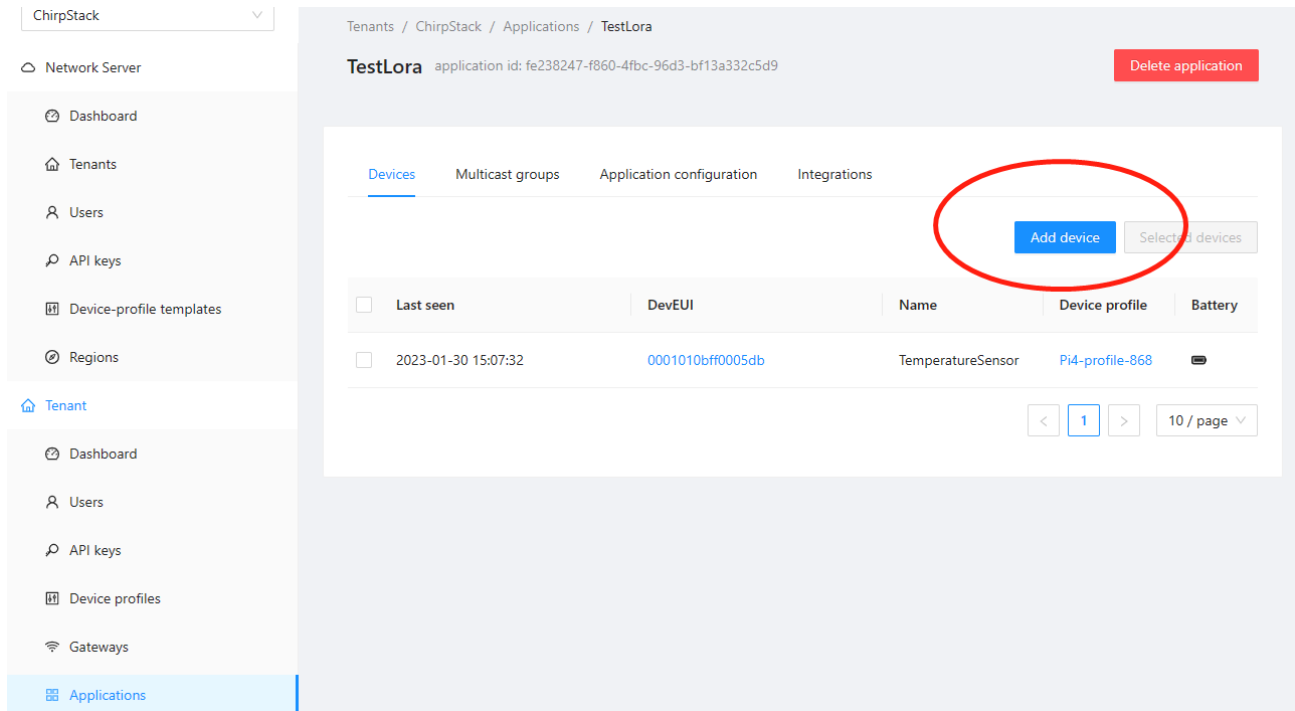 ChirpStack
Network Server
Dashboard
Tenants
Users
API keys
Device-profile templates
Regions
Tenant
Dashboard
Users
API keys
Device profiles
Gateways
Applications
Tenants / ChirpStack / Applications / TestLora
TestLora application id: fe238247-f860-4fbc-96d3-bf13a332c5d9
Delete application
Devices Multicast groups Application configuration Integrations
Add device Selected devices
Last seen DevEUI Name Device profile Battery
2023-01-30 15:07:32 0001010bff0005db TemperatureSensor Pi4-profile-868
< 1 > 10 / page